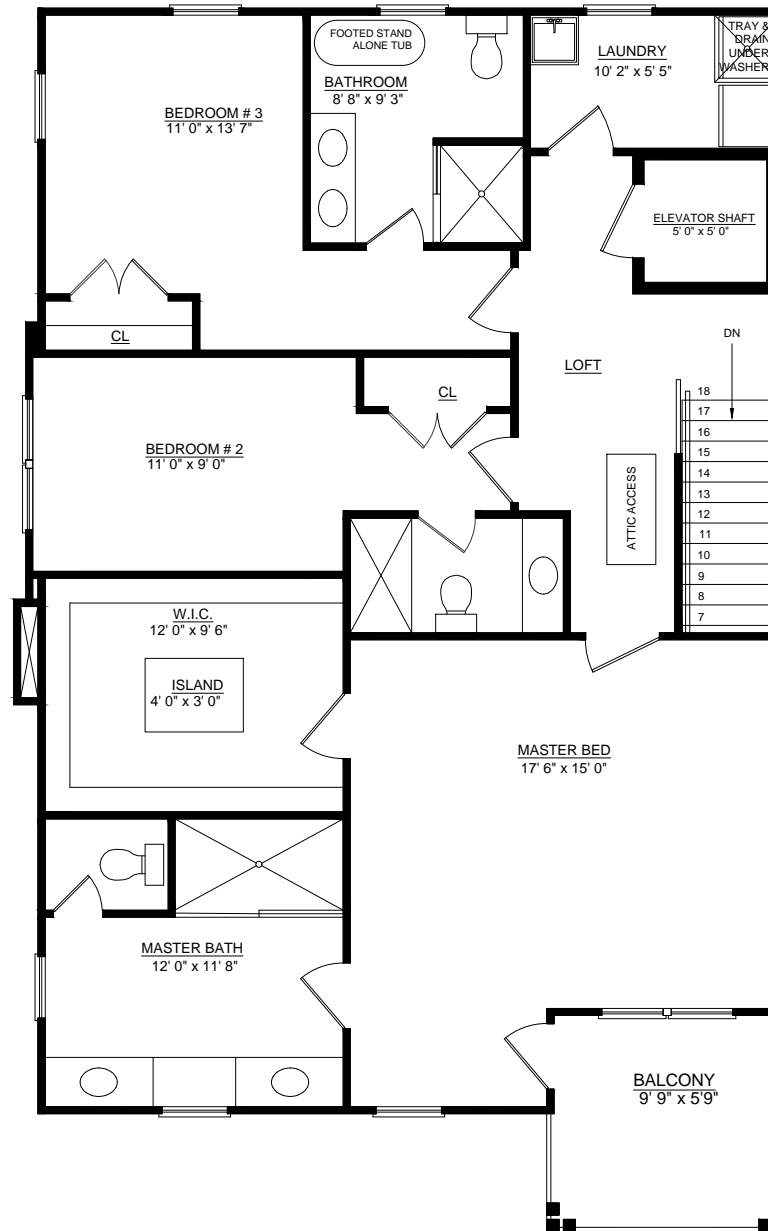 FOOTED STAND
ALONE TUB
BATHROOM
8' 8" x 9' 3"
LAUNDRY
10' 2" x 5' 5"
TRAY &
DRAIN
UNDER
WASHER
BEDROOM # 3
11' 0" x 13' 7"
ELEVATOR SHAFT
5' 0" x 5' 0"
CL
DN
LOFT
CL
18
17
16
15
14
13
12
11
10
9
8
7
BEDROOM # 2
11' 0" x 9' 0"
ATTIC ACCESS
W.I.C.
12' 0" x 9' 6"
ISLAND
4' 0" x 3' 0"
MASTER BED
17' 6" x 15' 0"
MASTER BATH
12' 0" x 11' 8"
BALCONY
9' 9" x 5'9"